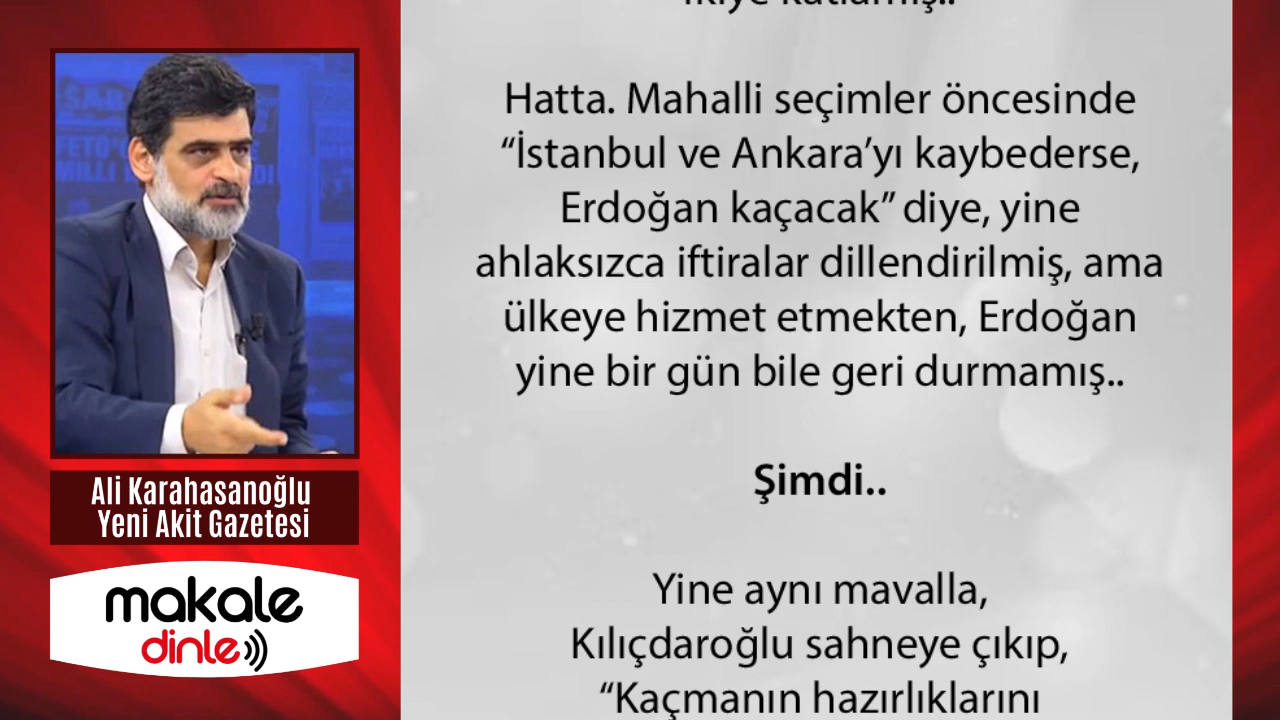 Ali Karahasanoğlu
Yeni Akit Gazetesi
makale
dinle
Hatta. Mahalli seçimler öncesinde
“İstanbul ve Ankara’yı kaybederse,
Erdoğan kaçacak” diye, yine
ahlaksızca iftiralar dillendirilmiş, ama
ülkeye hizmet etmekten, Erdoğan
yine bir gün bile geri durmamış..
Şimdi..
Yine aynı mavalla,
Kılıçdaroğlu sahneye çıkıp,
“Kaçmanın hazırlıklarını